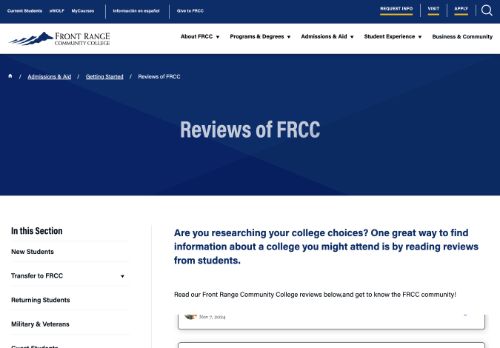 Current Students eWOLF MyCourses Información en español Give to FRCC REQUEST INFO VISIT APPLY
FRONT RANGE
COMMUNITY COLLEGE
About FRCC Programs & Degrees Admissions & Aid Student Experience Business & Community
/ Admissions & Aid / Getting Started / Reviews of FRCC
Reviews of FRCC
In this Section
New Students
Transfer to FRCC
Returning Students
Military & Veterans
Guest Students
Are you researching your college choices? One great way to find
information about a college you might attend is by reading reviews
from students.
Read our Front Range Community College reviews below,and get to know the FRCC community!
Nov 7, 2024